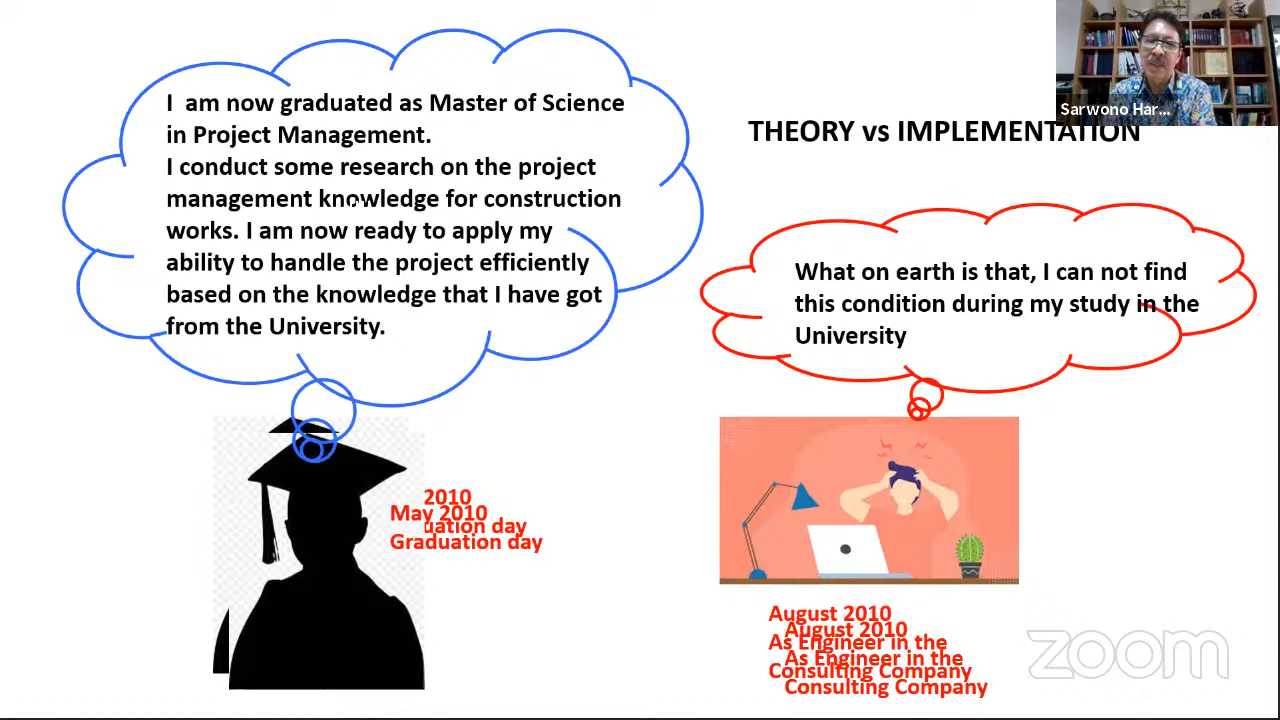 I am now graduated as Master of Science
in Project Management.
I conduct some research on the project
management knowledge for construction
works. I am now ready to apply my
ability to handle the project efficiently
based on the knowledge that I have got
from the University.
Sarwono Har...
THEORY vs IMPLEMENTATION
What on earth is that, I can not find
this condition during my study in the
University
2010
May 2010
uation day
Graduation day
August 2010
August 2010
As Engineer in the
As Engineer in the
Consulting Company
Consulting Company
zoom